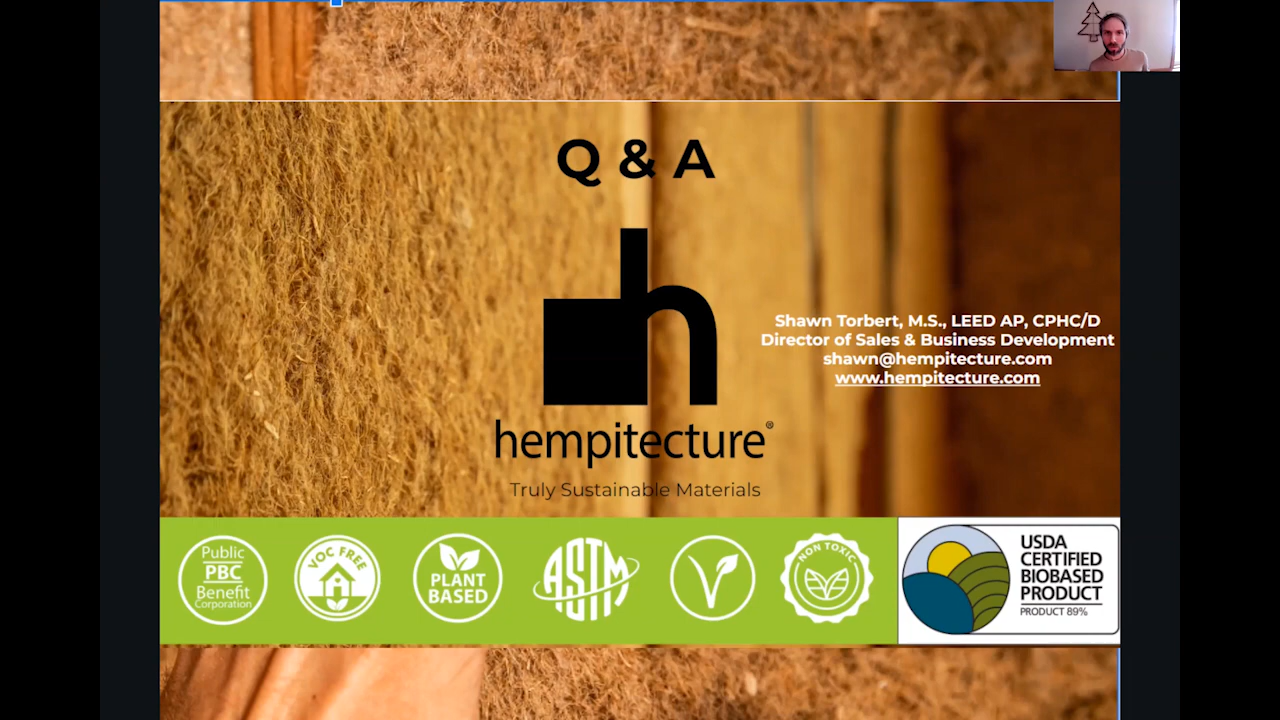 Q & A
hempitecture®
Truly Sustainable Materials
Shawn Torbert, M.S., LEED AP, CPHC/D
Director of Sales & Business Development
shawn@hempitecture.com
www.hempitecture.com
Public
PBC
Benefit
Corporation
VOC FREE
PLANT
BASED
ASTM
NON TOXIC
USDA
CERTIFIED
BIOBASED
PRODUCT
PRODUCT 89%